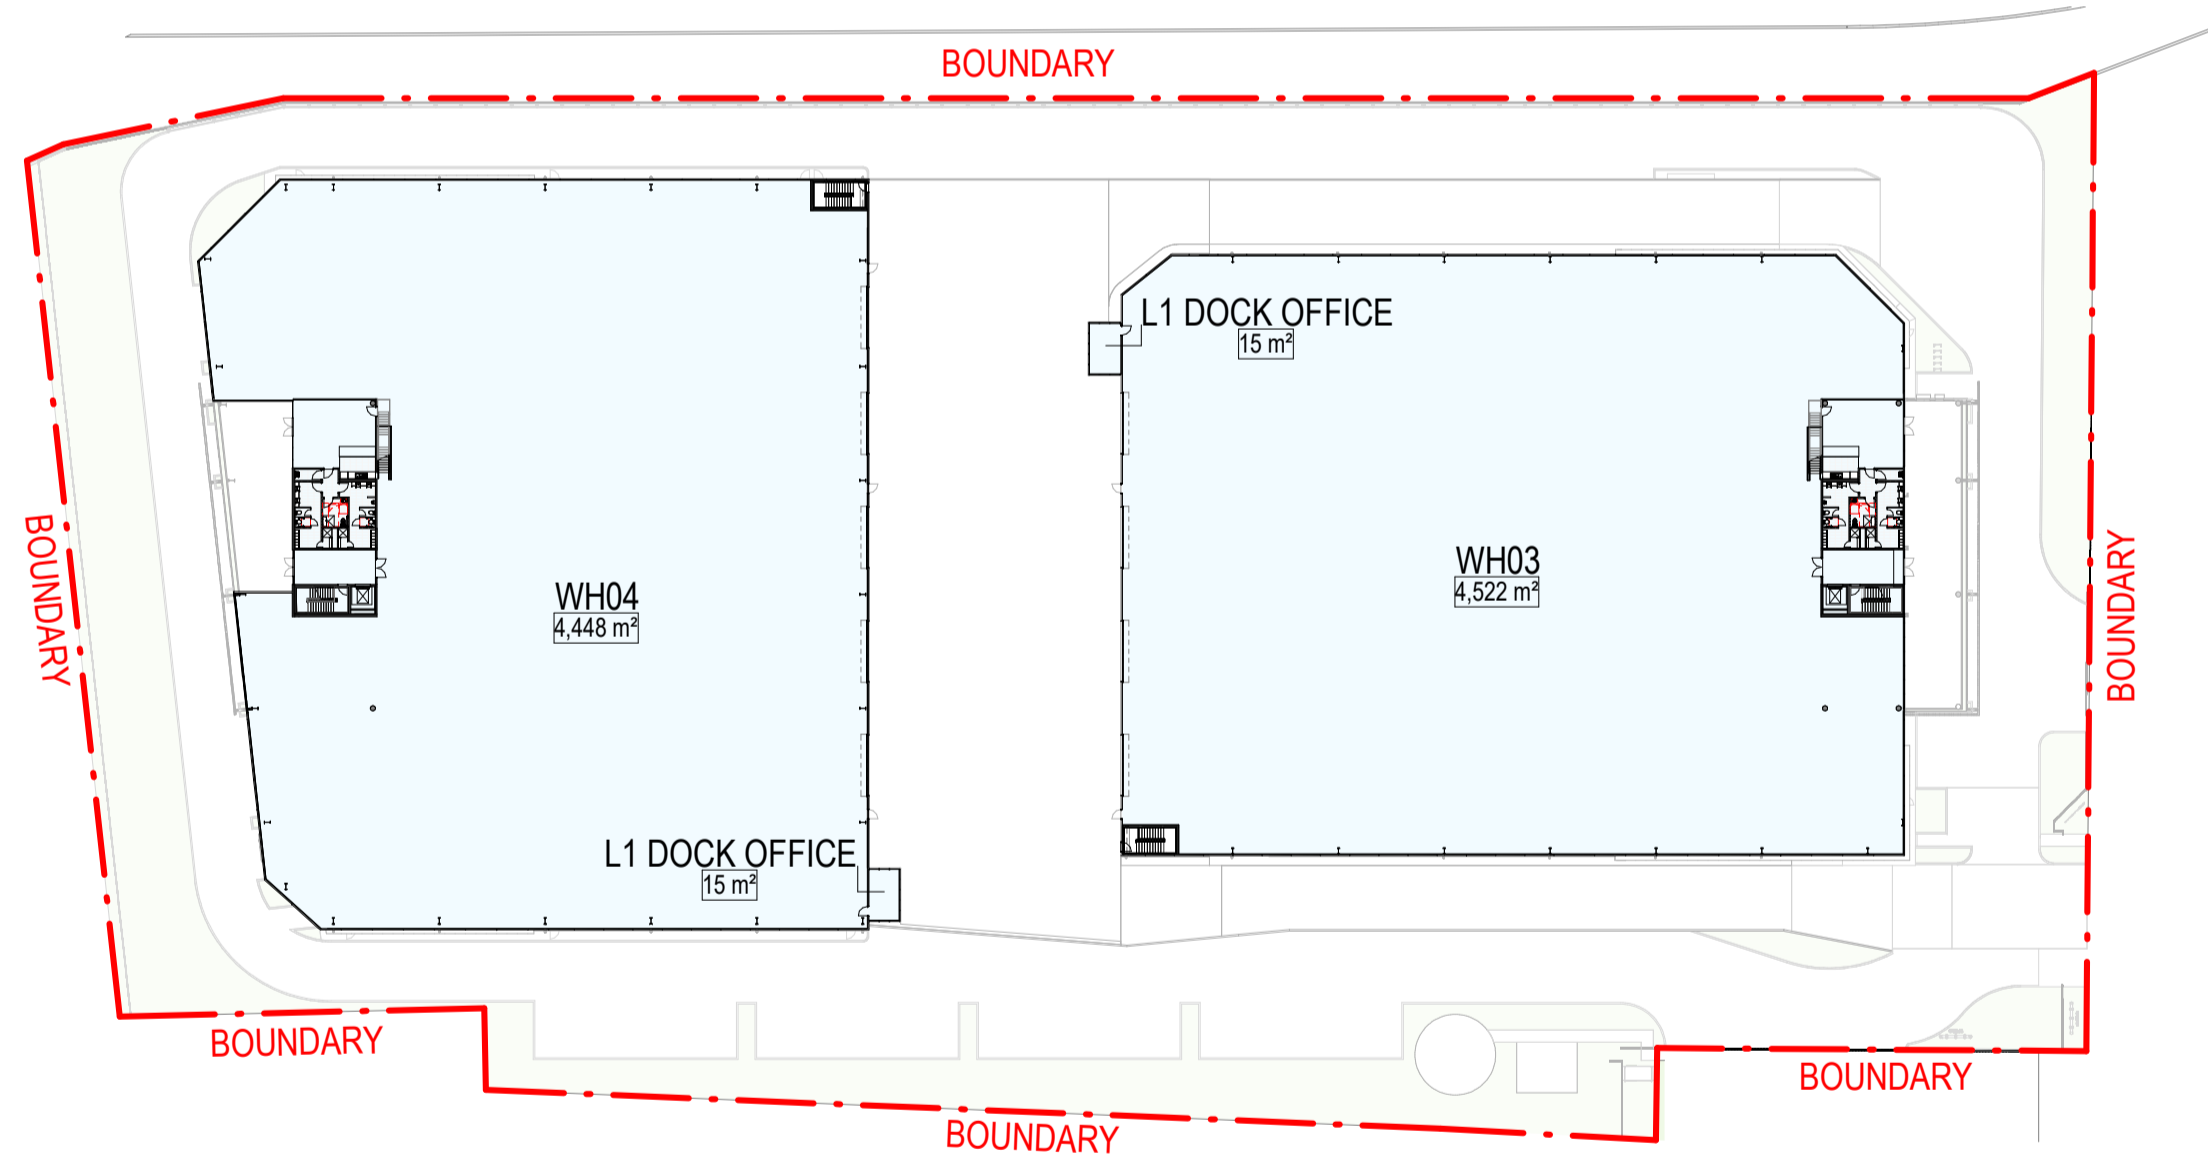 BOUNDARY
L1 DOCK OFFICE
15 m²
BOUNDARY
BOUNDARY
WH03
4,522 m²
WH04
4,448 m²
L1 DOCK OFFICE
15 m²
BOUNDARY
BOUNDARY
BOUNDARY